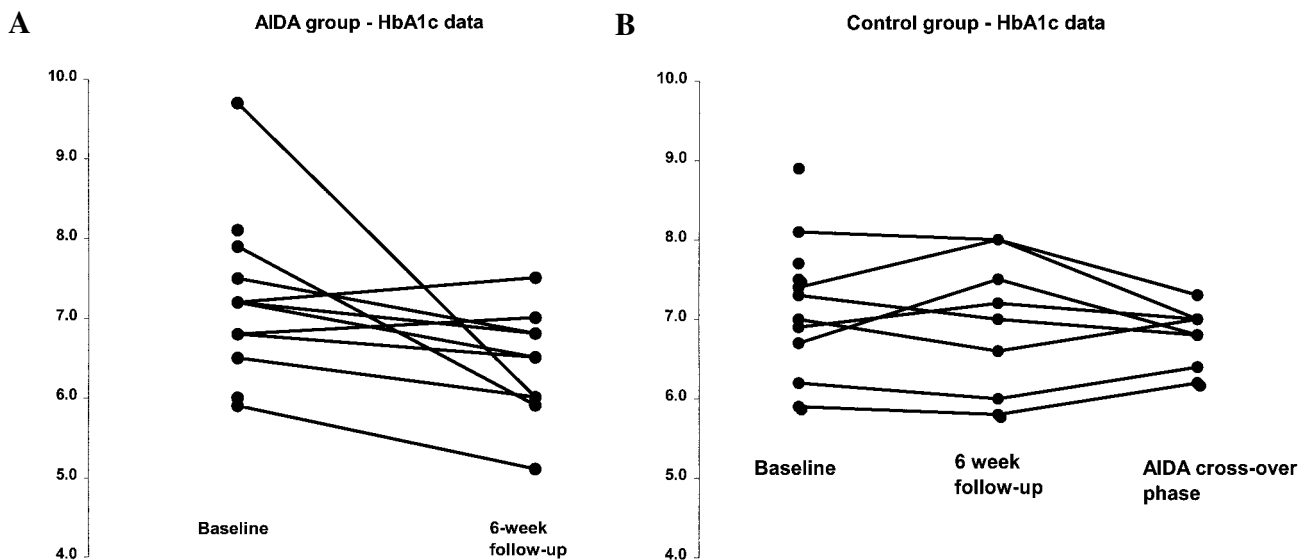 A
AIDA group - HbA1c data
10.0
9.0
8.0
7.0
6.0
5.0
4.0
Baseline
6-week
follow-up
B
Control group - HbA1c data
10.0
9.0
8.0
7.0
6.0
5.0
4.0
Baseline
6 week
follow-up
AIDA cross-over
phase